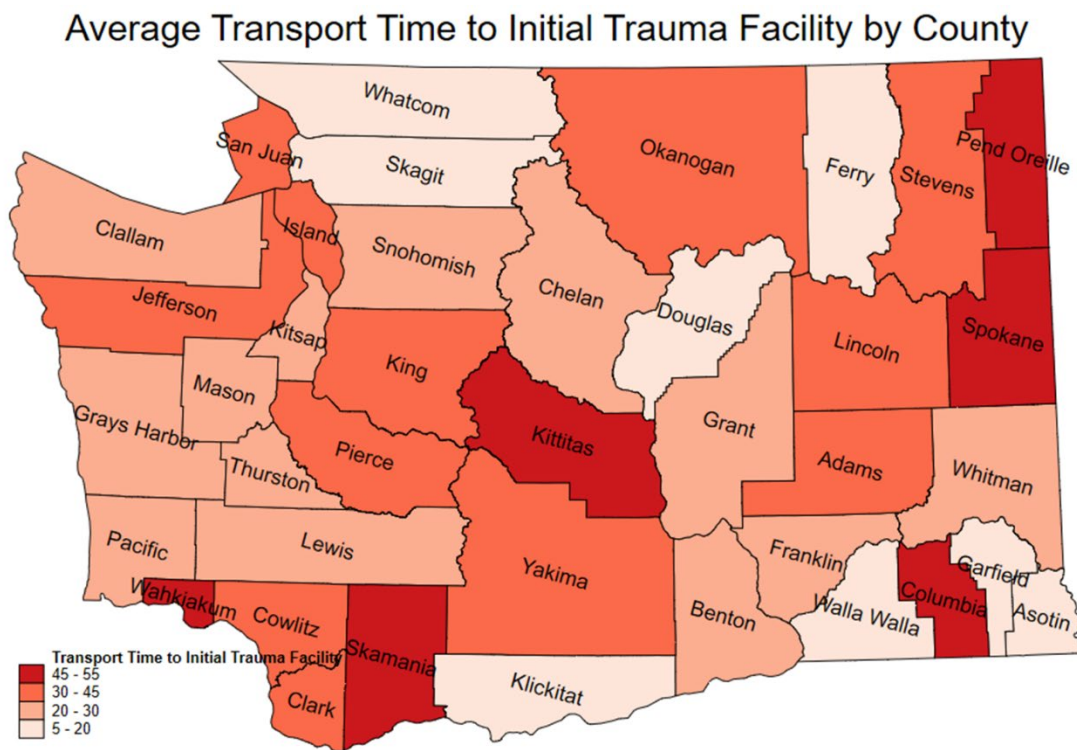 Average Transport Time to Initial Trauma Facility by County
Whatcom
San Juan
Skagit
Okanogan
Ferry
Stevens
Pend Oreille
Clallam
Island
Snohomish
Chelan
Jefferson
Kitsap
Douglas
King
Lincoln
Spokane
Mason
Grays Harbor
Kittitas
Grant
Pierce
Adams
Whitman
Thurston
Pacific
Lewis
Yakima
Franklin
Garfield
Wahkiakum
Cowlitz
Skamania
Benton
Walla Walla
Columbia
Asotin
Clark
Klickitat
Transport Time to Initial Trauma Facility
45 - 55
30 - 45
20 - 30
5 - 20